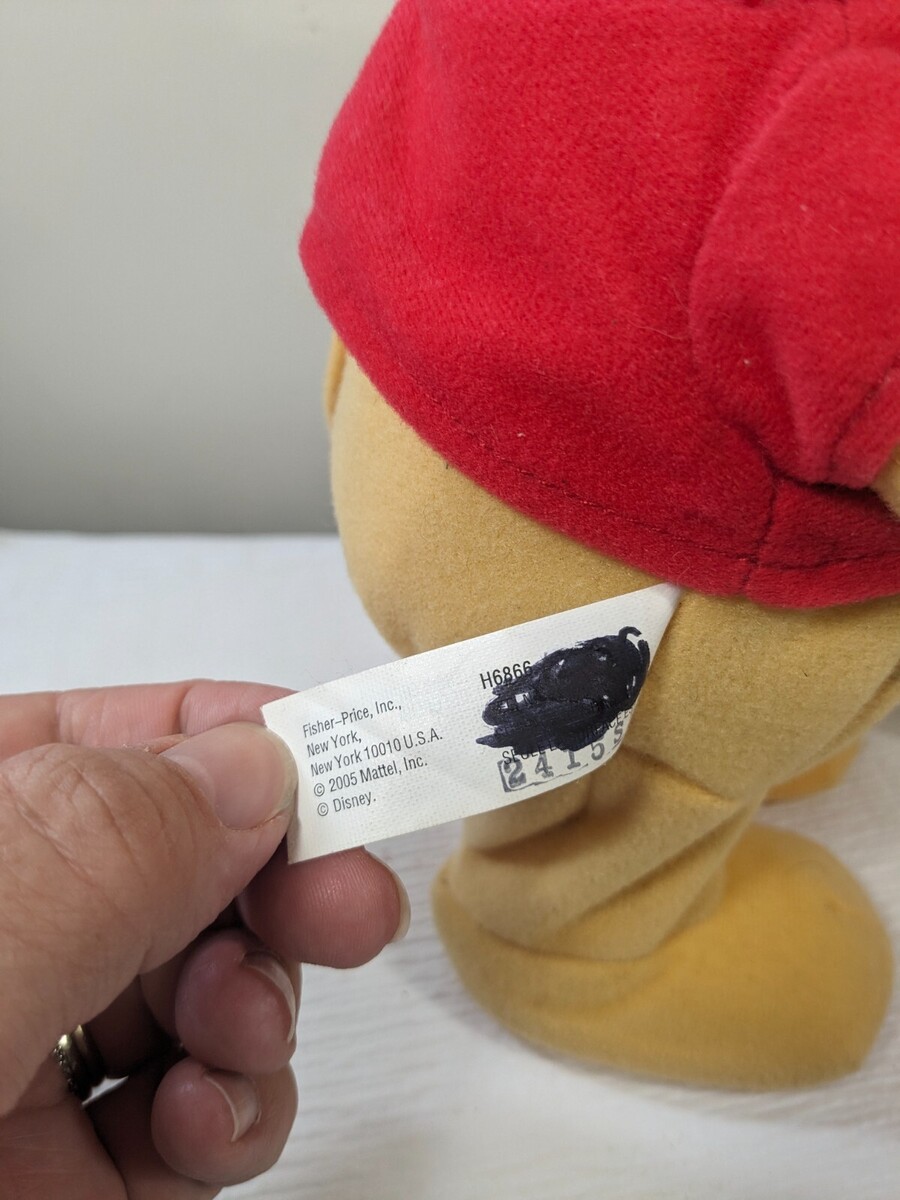 Fisher-Price, Inc.,
New York,
New York 10010 U.S.A.
© 2005 Mattel, Inc.
© Disney.
H6866
2415